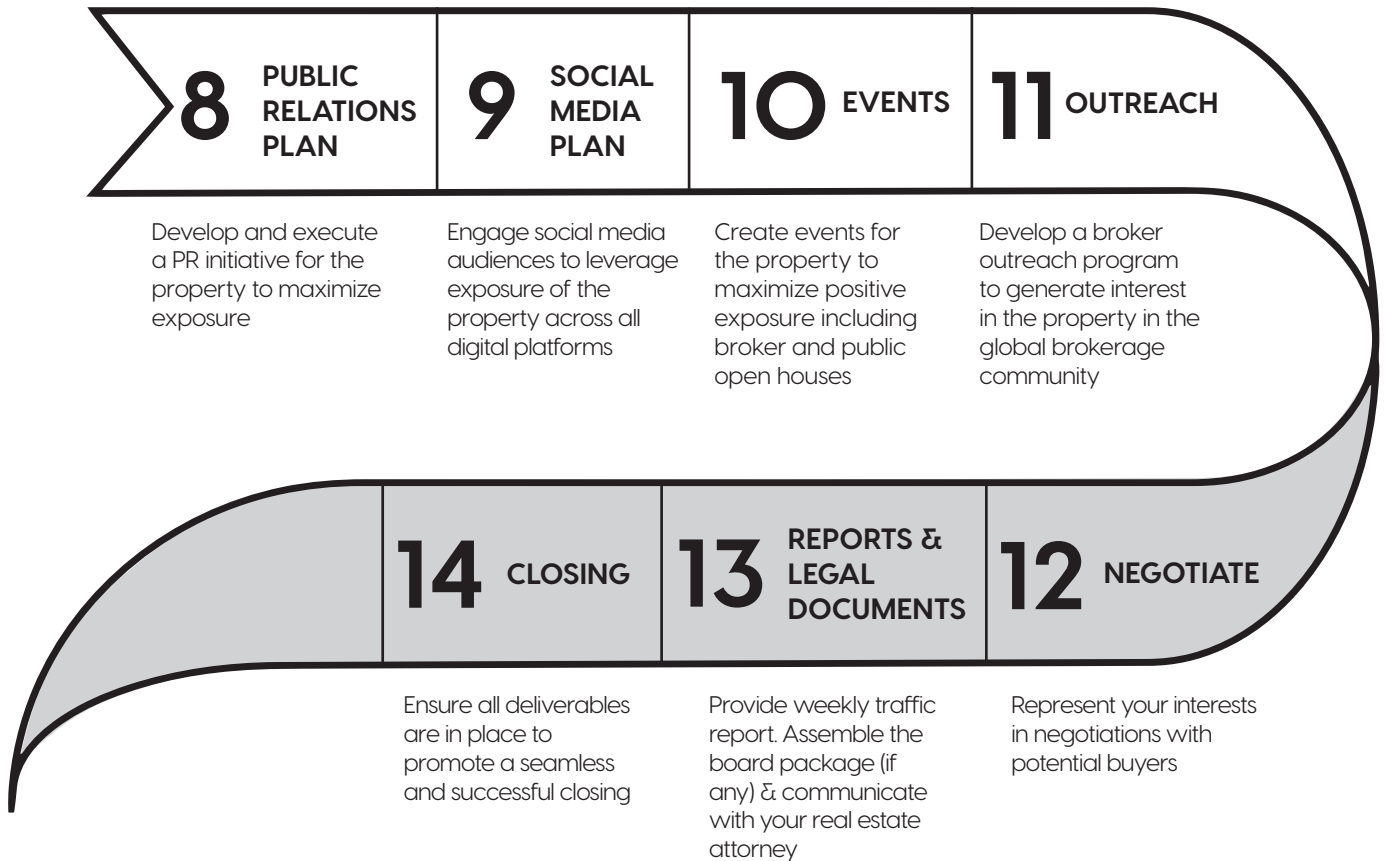 8
PUBLIC
RELATIONS
PLAN
Develop and execute
a PR initiative for the
property to maximize
exposure
9
SOCIAL
MEDIA
PLAN
Engage social media
audiences to leverage
exposure of the
property across all
digital platforms
10
EVENTS
Create events for
the property to
maximize positive
exposure including
broker and public
open houses
11
OUTREACH
Develop a broker
outreach program
to generate interest
in the property in the
global brokerage
community
12
NEGOTIATE
Represent your interests
in negotiations with
potential buyers
13
REPORTS &
LEGAL
DOCUMENTS
Provide weekly traffic
report. Assemble the
board package (if
any) & communicate
with your real estate
attorney
14
CLOSING
Ensure all deliverables
are in place to
promote a seamless
and successful closing